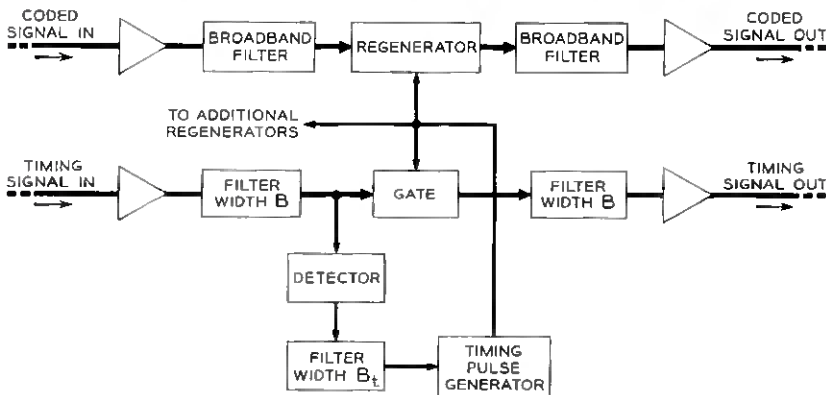 CODED
SIGNAL IN
BROADBAND
FILTER
REGENERATOR
BROADBAND
FILTER
CODED
SIGNAL OUT
TO ADDITIONAL
REGENERATORS
TIMING
SIGNAL IN
FILTER
WIDTH B
GATE
FILTER
WIDTH B
TIMING
SIGNAL OUT
DETECTOR
FILTER
WIDTH Bt
TIMING
PULSE
GENERATOR